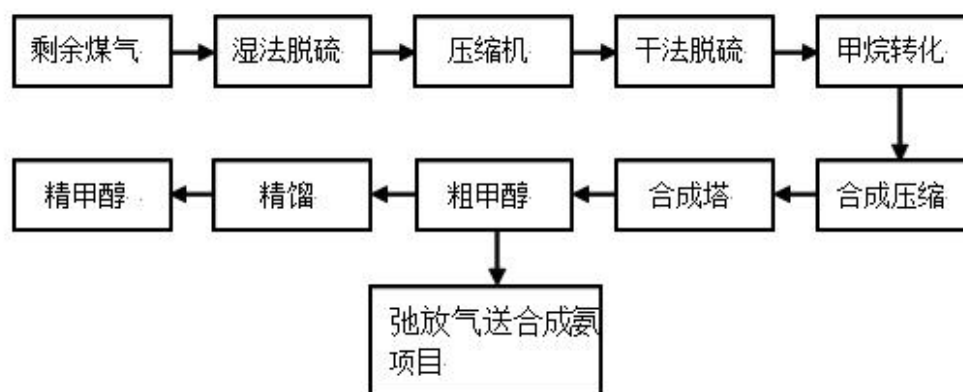 剩余煤气
湿法脱硫
压缩机
干法脱硫
甲烷转化
精甲醇
精馏
粗甲醇
合成塔
合成压缩
弛放气送合成氨
项目